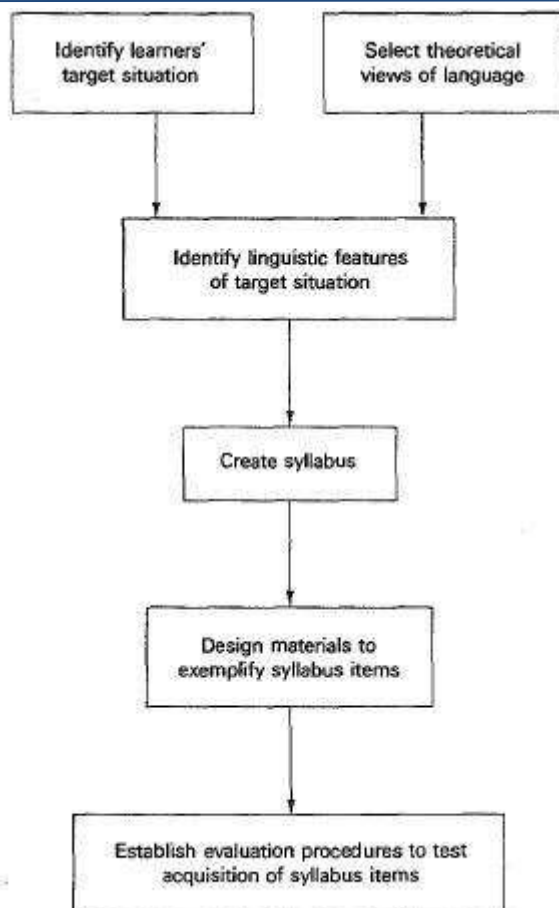 Identify learners'
target situation
Select theoretical
views of language
Identify linguistic features
of target situation
Create syllabus
Design materials to
exemplify syllabus items
Establish evaluation procedures to test
acquisition of syllabus items